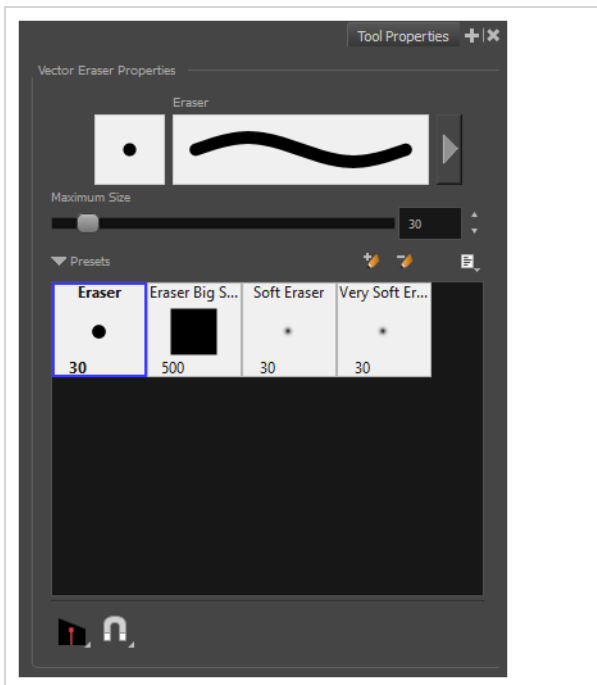 Tool Properties
Vector Eraser Properties
Eraser
Maximum Size
30
Presets
Eraser
Eraser Big S...
Soft Eraser
Very Soft Er...
30
500
30
30